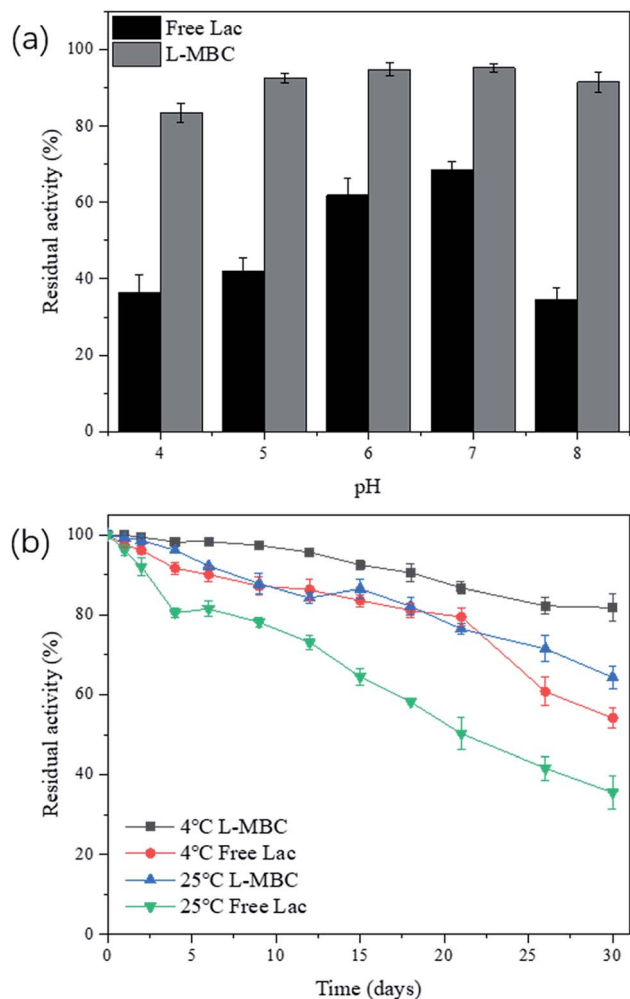 (a)
Free Lac
L-MBC
100
80
60
40
20
0
Residual activity (%)
4 5 6 7 8
pH
(b)
100
80
60
40
20
0
Residual activity (%)
4°C L-MBC
4°C Free Lac
25°C L-MBC
25°C Free Lac
0 5 10 15 20 25 30
Time (days)